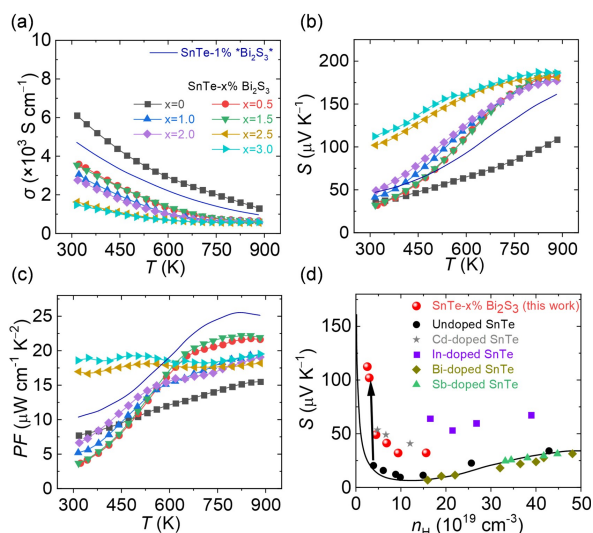 (a)
10
8
6
4
2
0
σ (×10³ S cm⁻¹)
300 450 600 750 900
T (K)
SnTe-1% *Bi₂S₃*
SnTe-x% Bi₂S₃
x=0 x=0.5
x=1.0 x=1.5
x=2.0 x=2.5
x=3.0
(b)
200
150
100
50
0
S (μV K⁻¹)
300 450 600 750 900
T (K)
(c)
25
20
15
10
5
0
PF (μW cm⁻¹ K⁻²)
300 450 600 750 900
T (K)
(d)
150
100
50
0
S (μV K⁻¹)
0 10 20 30 40 50
n_H (10¹⁹ cm⁻³)
SnTe-x% Bi₂S₃ (this work)
Undoped SnTe
Cd-doped SnTe
In-doped SnTe
Bi-doped SnTe
Sb-doped SnTe